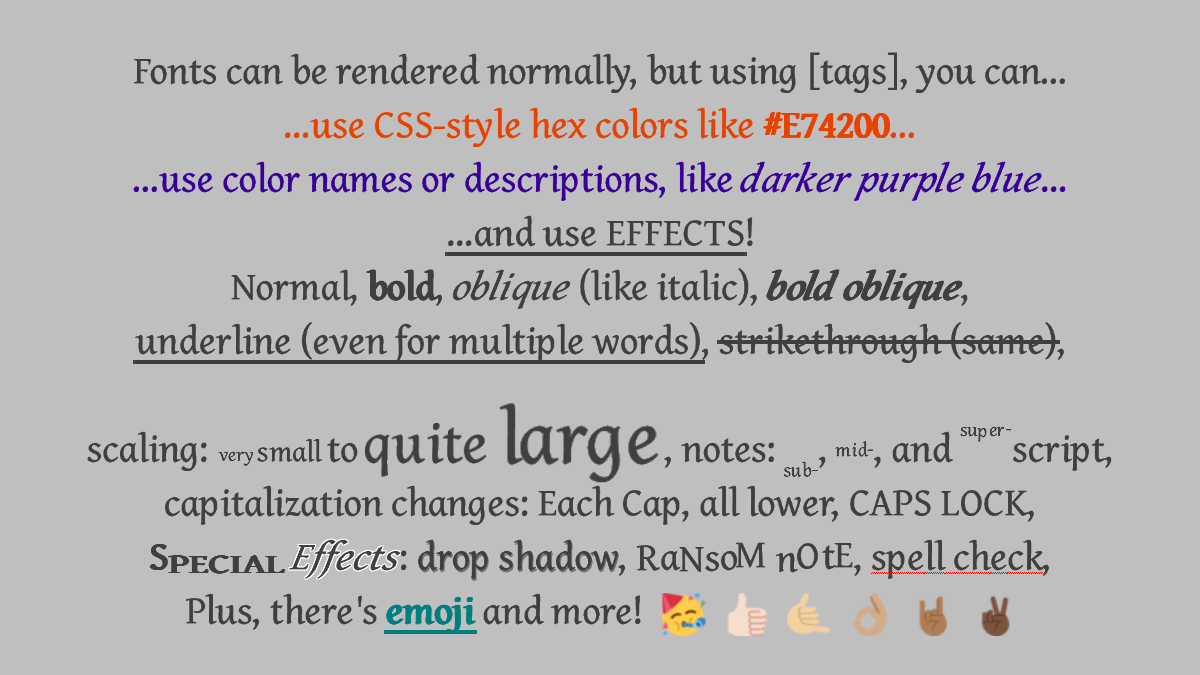 Fonts can be rendered normally, but using [tags], you can...
...use CSS-style hex colors like #E74200...
...use color names or descriptions, like darker purple blue...
...and use EFFECTS!
Normal, bold, oblique (like italic), bold oblique,
underline (even for multiple words), strikethrough (same),
scaling: very small to quite large, notes: sub-, mid-, and super-script,
capitalization changes: Each Cap, all lower, CAPS LOCK,
SPECIAL Effects: drop shadow, RaNsoM nOtE, spell check,
Plus, there's emoji and more! 🥳 👍🏻 🤙🏼 👌🏽 🤘🏾 ✌🏿